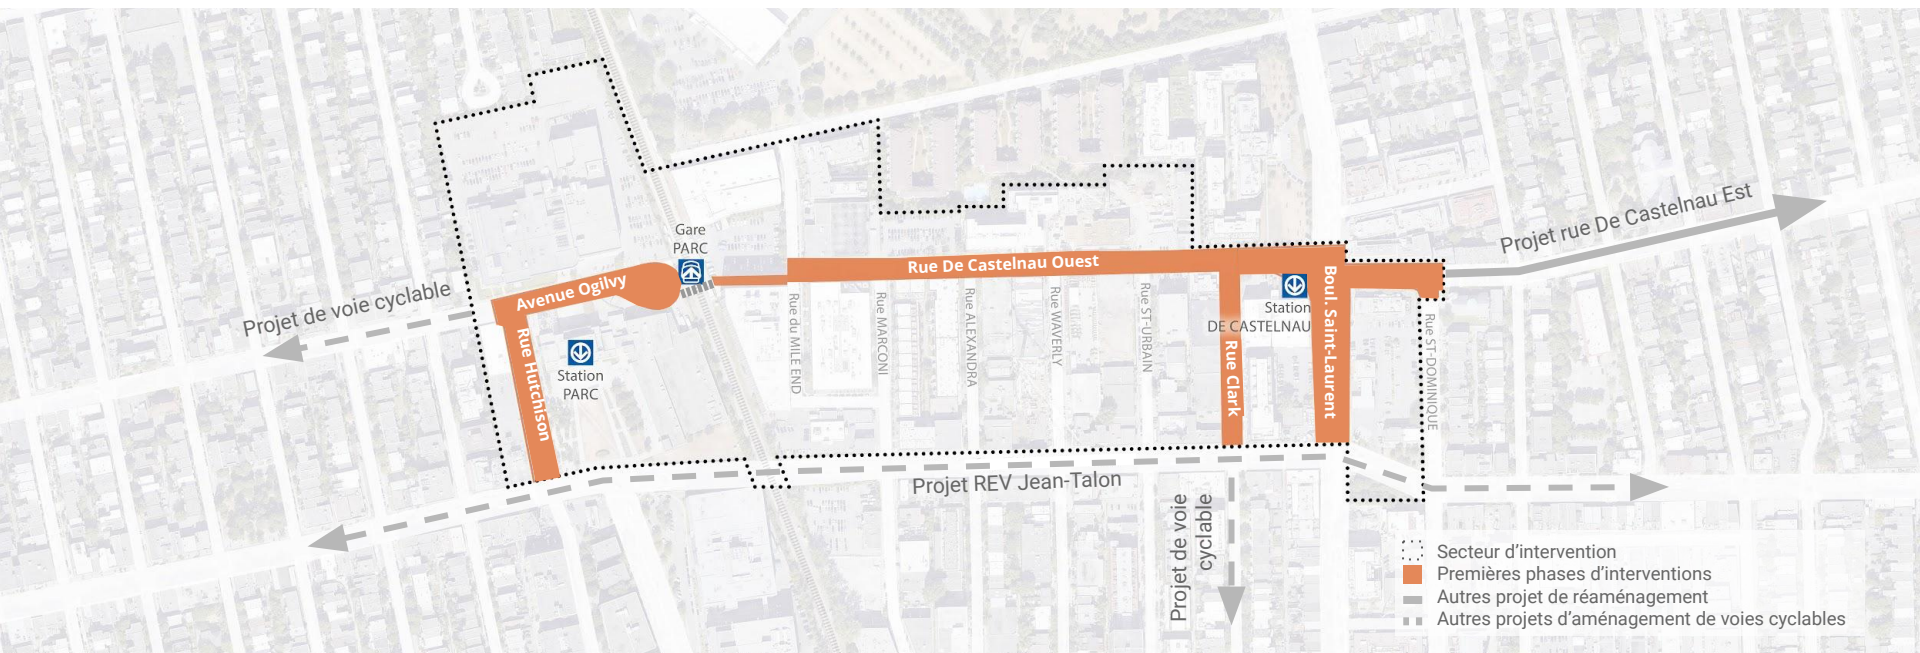 Gare
PARC
Projet rue De Castelnau Est
Rue De Castelnau Ouest
Avenue Ogilvy
Projet de voie cyclable
Boul. Saint-Laurent
Station
DE CASTELNAU
Rue du MILE END
Rue MARCONI
Rue ALEXANDRA
Rue WAVERLY
Rue ST-URBAIN
Rue Clark
Rue ST-DOMINIQUE
Rue Hutchison
Station
PARC
Projet REV Jean-Talon
Projet de voie
cyclable
Secteur d'intervention
Premières phases d'interventions
Autres projet de réaménagement
Autres projets d'aménagement de voies cyclables